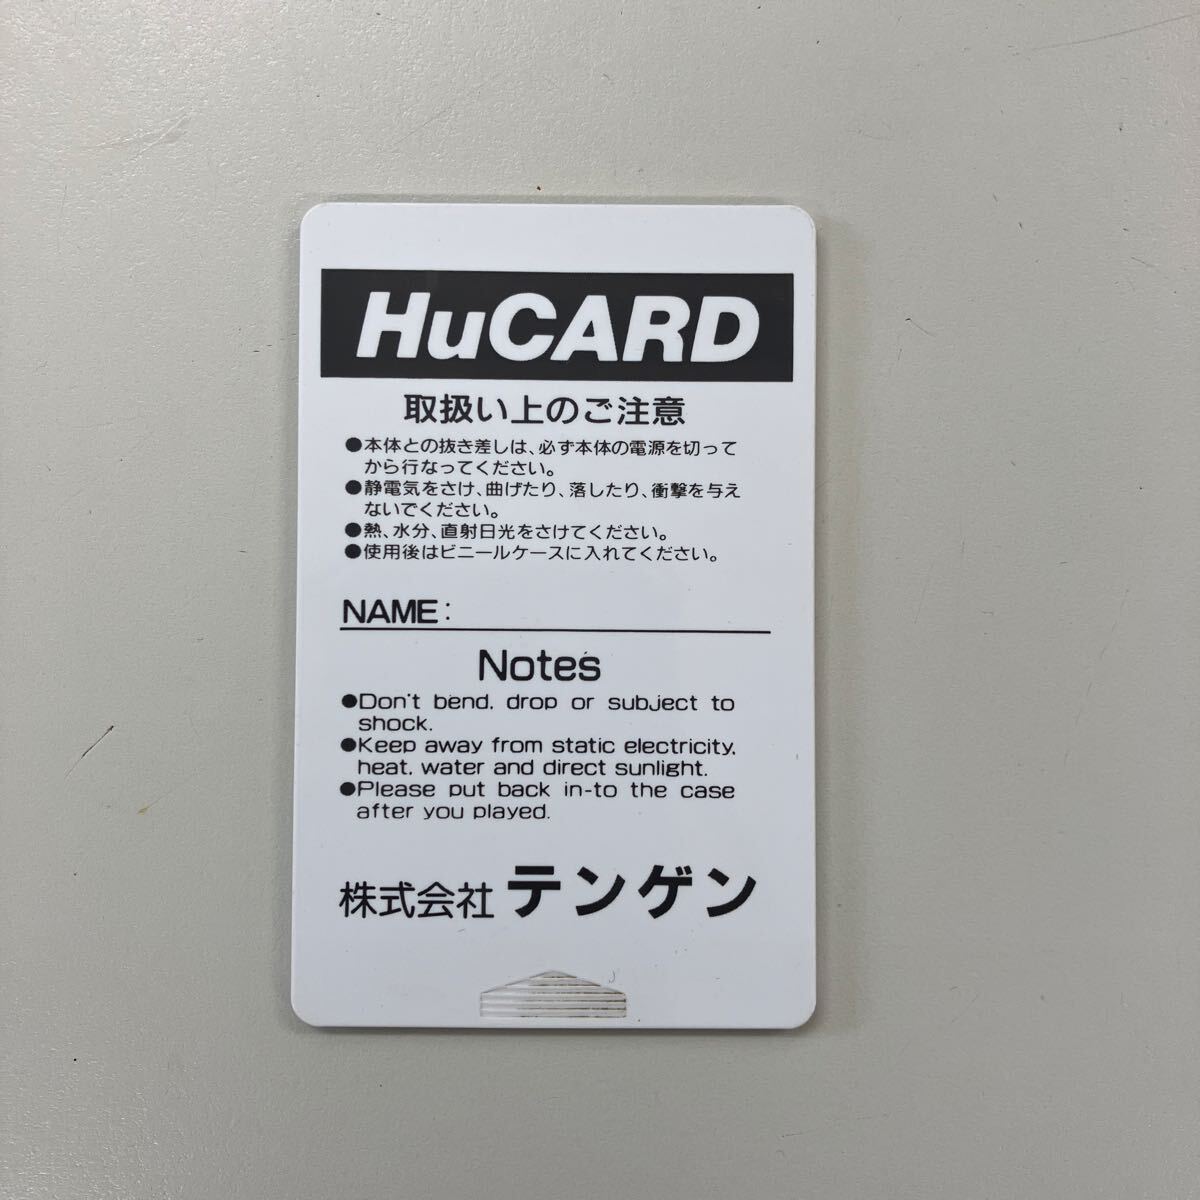 HuCARD
取扱い上のご注意
●本体との抜き差しは、必ず本体の電源を切って
から行なってください。
●静電気をさけ、曲げたり、落したり、衝撃を与え
ないでください。
●熱、水分、直射日光をさけてください。
●使用後はビニールケースに入れてください。
NAME:
Notes
●Don't bend, drop or subject to
shock.
●Keep away from static electricity,
heat, water and direct sunlight.
●Please put back in-to the case
after you played.
株式会社 テンゲン